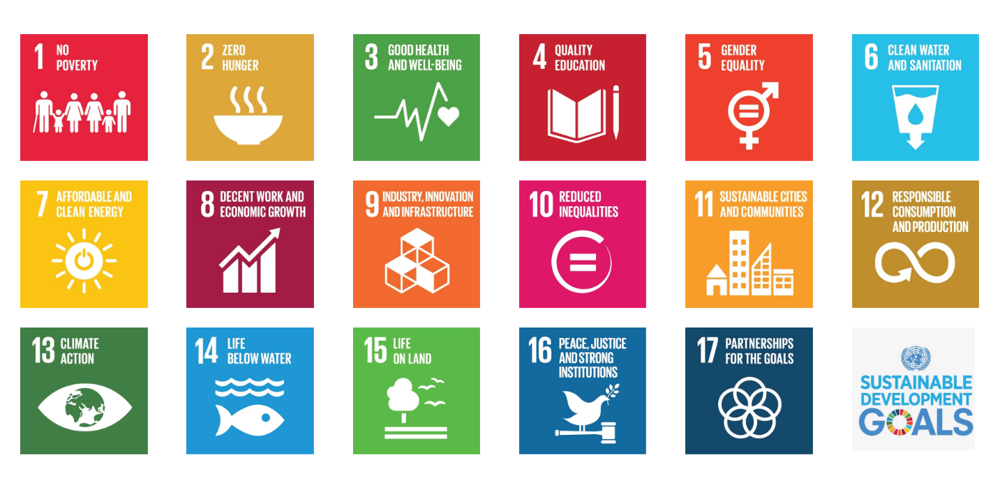 1 NO
POVERTY
2 ZERO
HUNGER
3 GOOD HEALTH
AND WELL-BEING
4 QUALITY
EDUCATION
5 GENDER
EQUALITY
6 CLEAN WATER
AND SANITATION
7 AFFORDABLE AND
CLEAN ENERGY
8 DECENT WORK AND
ECONOMIC GROWTH
9 INDUSTRY, INNOVATION
AND INFRASTRUCTURE
10 REDUCED
INEQUALITIES
11 SUSTAINABLE CITIES
AND COMMUNITIES
12 RESPONSIBLE
CONSUMPTION
AND PRODUCTION
13 CLIMATE
ACTION
14 LIFE
BELOW WATER
15 LIFE
ON LAND
16 PEACE, JUSTICE
AND STRONG
INSTITUTIONS
17 PARTNERSHIPS
FOR THE GOALS
SUSTAINABLE
DEVELOPMENT
GOALS